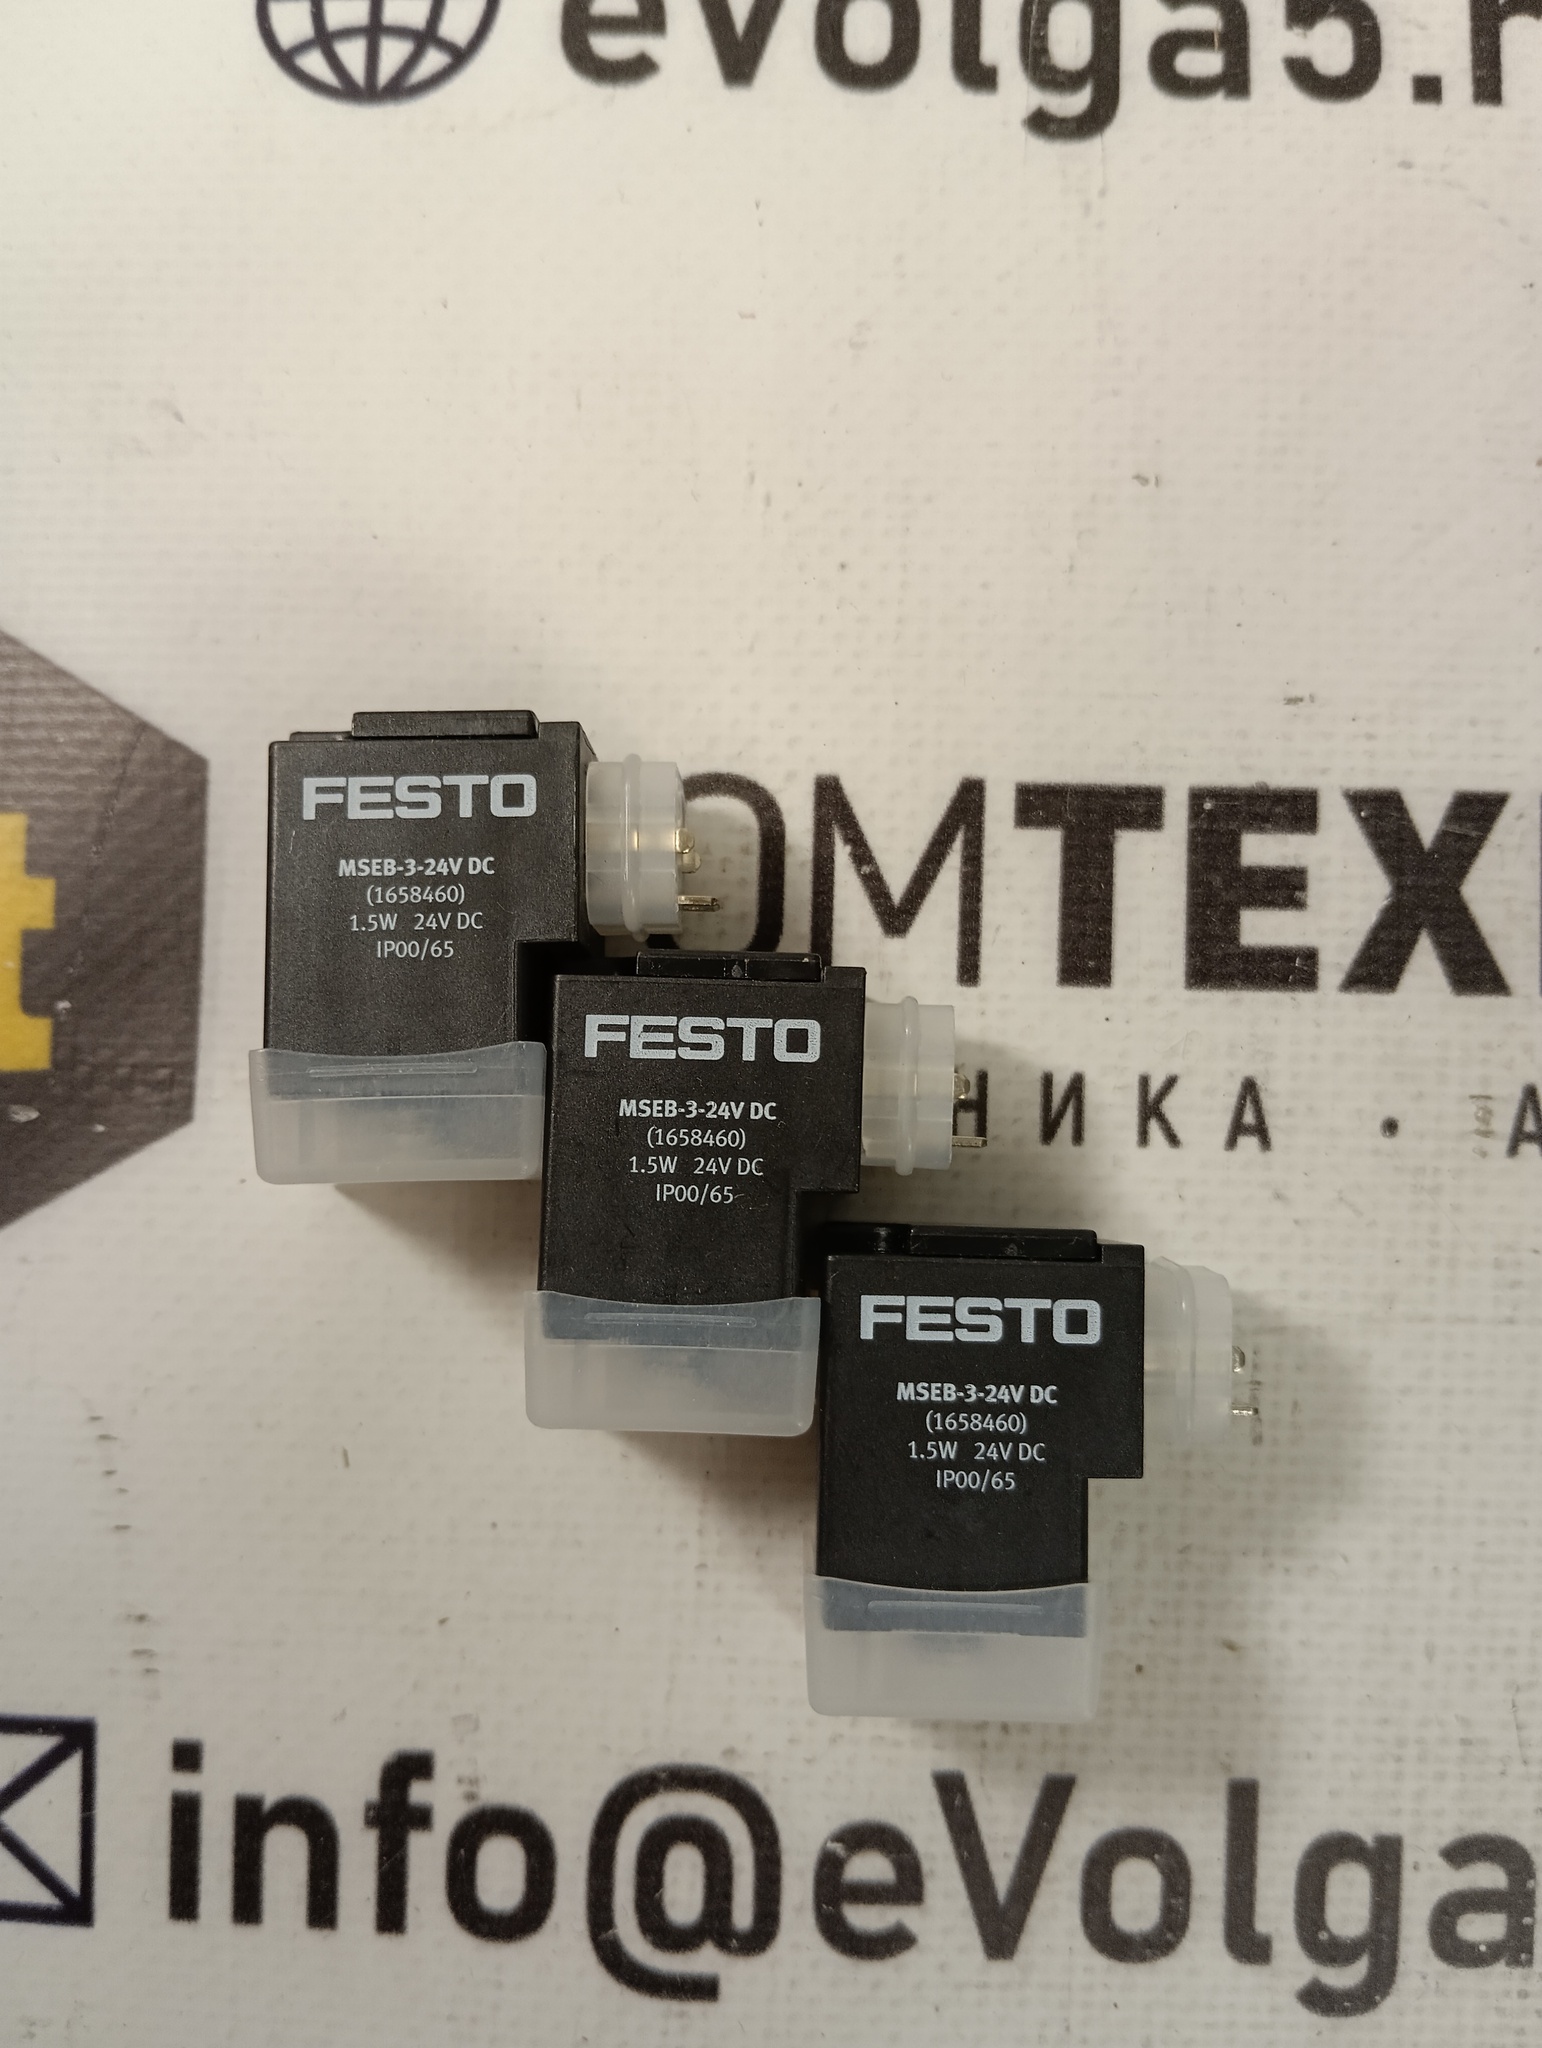 evolga5.r
FESTO
MSEB-3-24V DC
(1658460)
1.5W 24V DC
IP00/65
t
ОМТЕХ
FESTO
MSEB-3-24V DC
(1658460)
1.5W 24V DC
IP00/65
НИКА • А
FESTO
MSEB-3-24V DC
(1658460)
1.5W 24V DC
IP00/65
info@eVolga